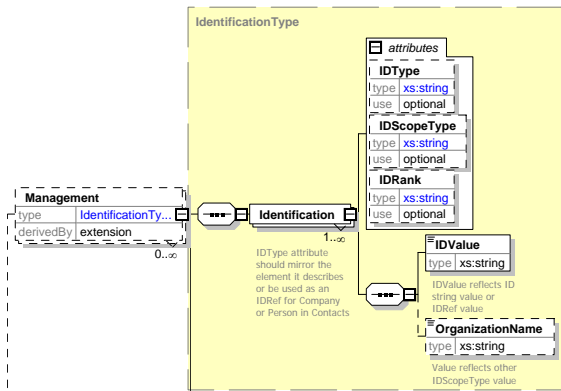 IdentificationType
attributes
IDType
type xs:string
use optional
IDScopeType
type xs:string
use optional
IDRank
type xs:string
use optional
Management
type IdentificationTy...
derivedBy extension
0..∞
Identification
1..∞
IDType attribute
should mirror the
element it describes
or be used as an
IDRef for Company
or Person in Contacts
IDValue
type xs:string
IDValue reflects ID
string value or
IDRef value
OrganizationName
type xs:string
Value reflects other
IDScopeType value